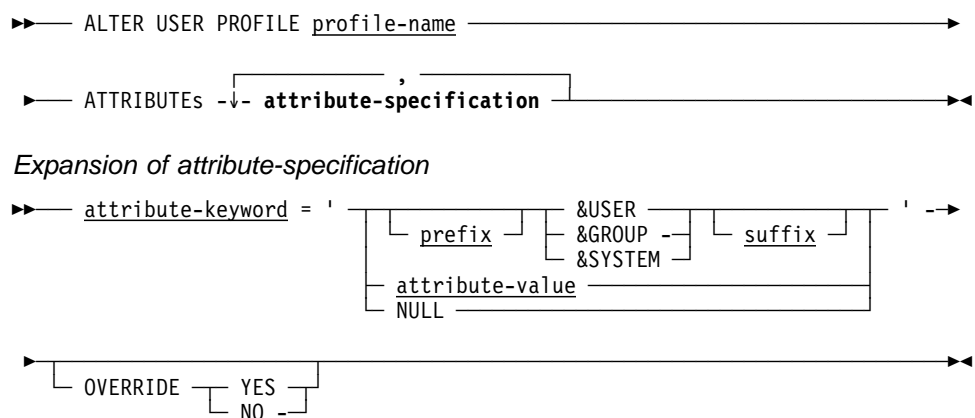 ALTER USER PROFILE profile-name
,
ATTRIBUTEs attribute-specification
Expansion of attribute-specification
attribute-keyword = ' prefix &USER suffix '
&GROUP
&SYSTEM
attribute-value
NULL
OVERRIDE YES
NO